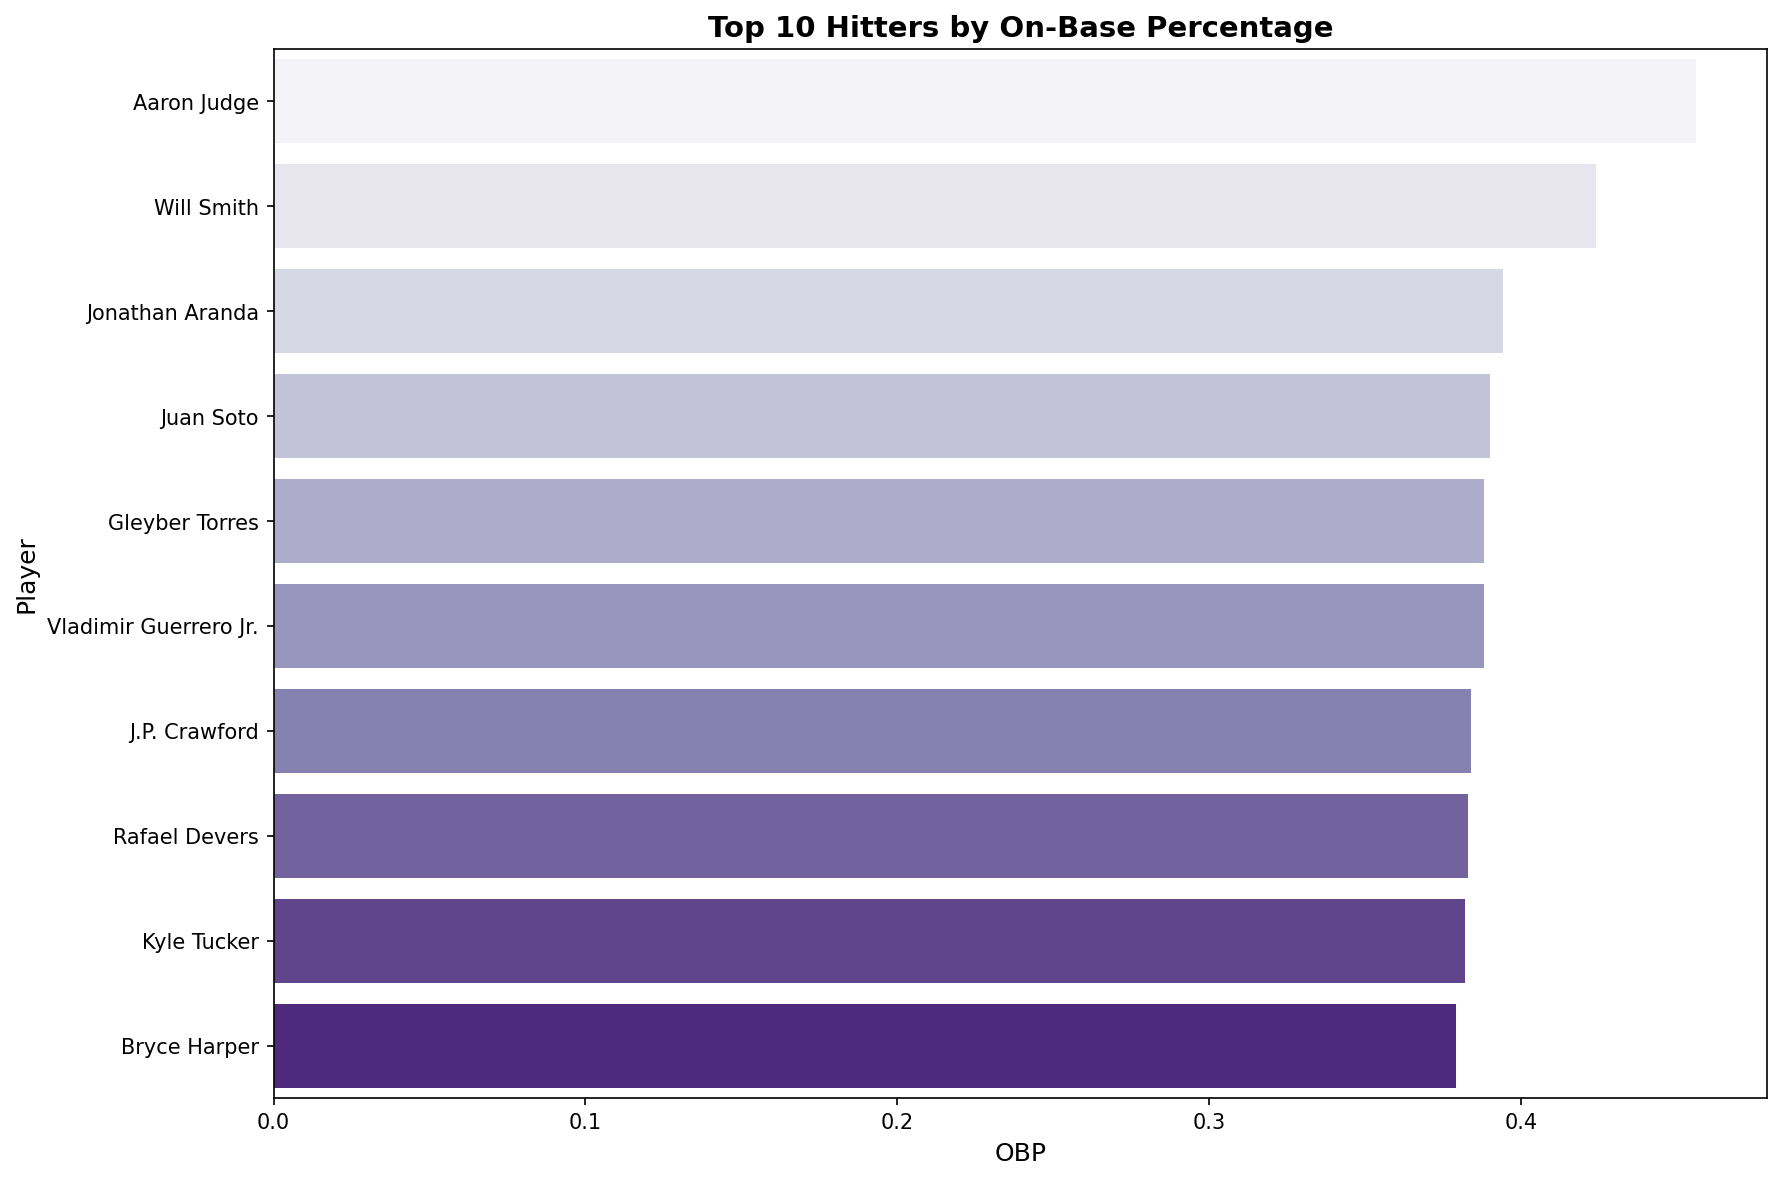 Top 10 Hitters by On-Base Percentage
Player
Aaron Judge
Will Smith
Jonathan Aranda
Juan Soto
Gleyber Torres
Vladimir Guerrero Jr.
J.P. Crawford
Rafael Devers
Kyle Tucker
Bryce Harper
0.0 0.1 0.2 0.3 0.4
OBP